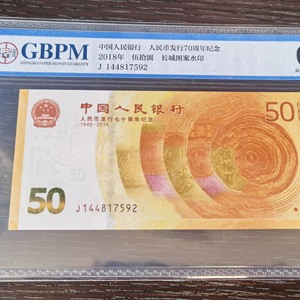 GBPM
中国人民银行 人民币发行70周年纪念
2018年 伍拾圆 长城图案水印
J 144817592
中国人民银行
人民币发行七十周年纪念
1948-2018
50
50
J144817592